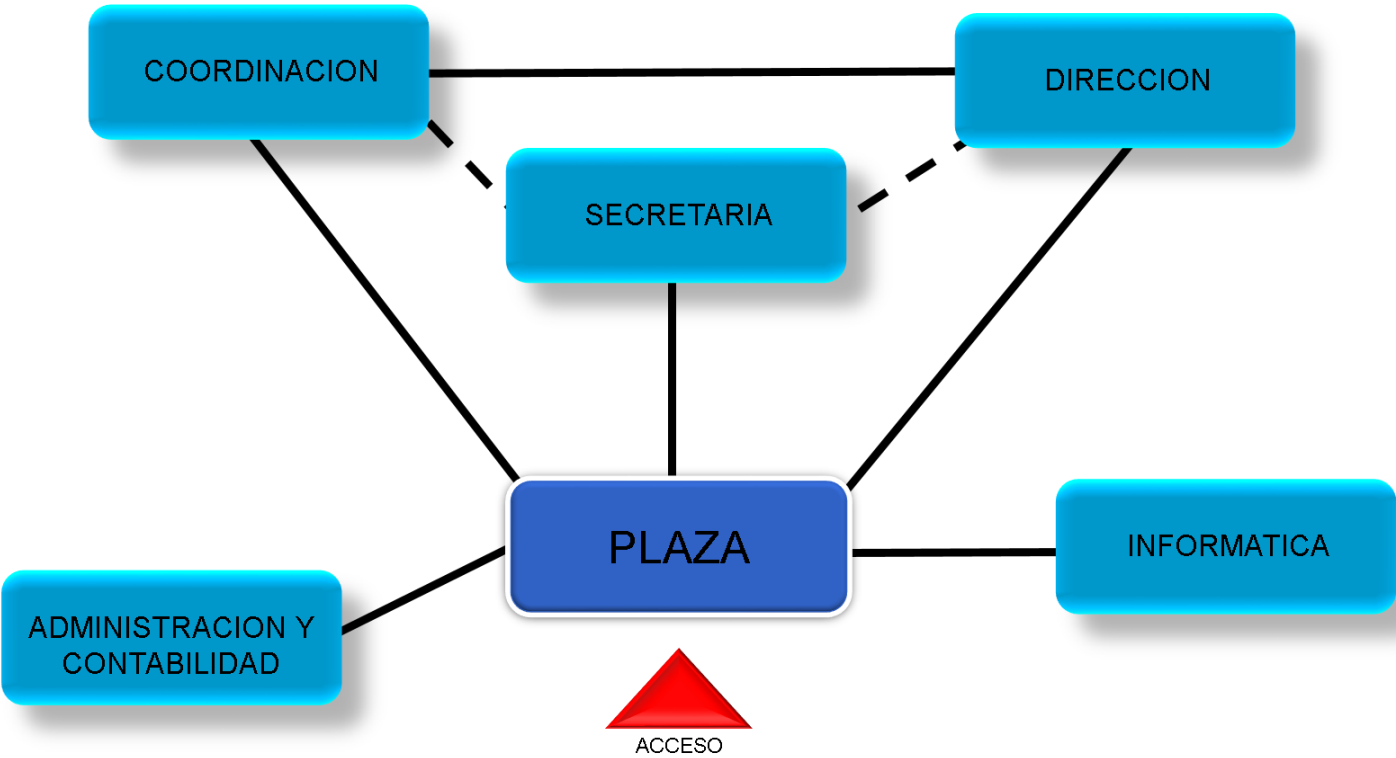 COORDINACION
DIRECCION
SECRETARIA
PLAZA
INFORMATICA
ADMINISTRACION Y
CONTABILIDAD
ACCESO